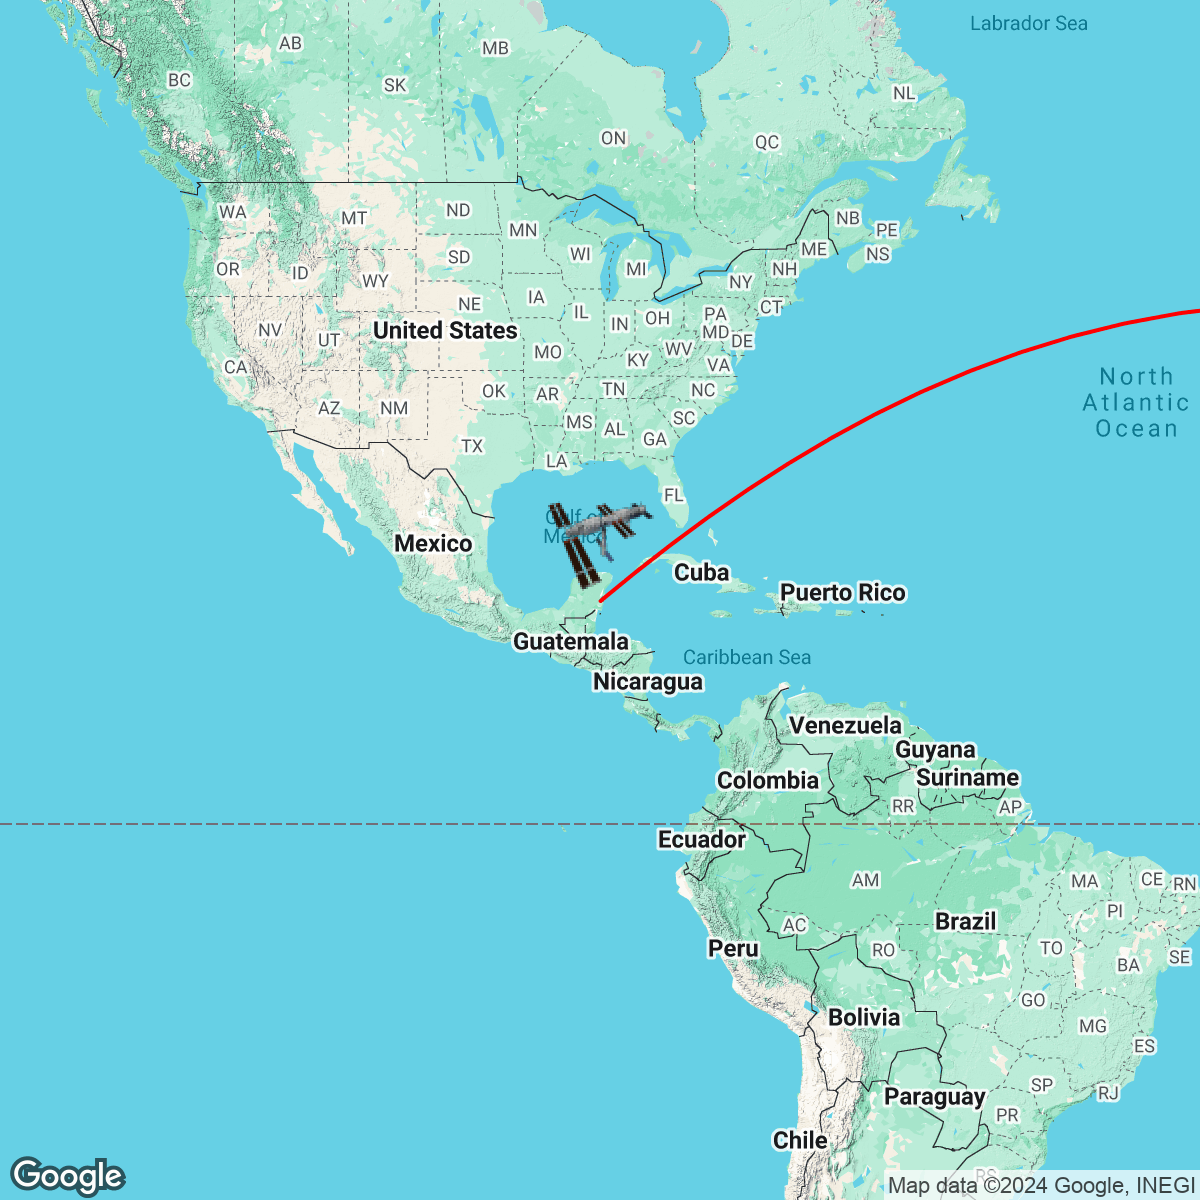 Labrador Sea
AB
MB
BC
SK
NL
ON
QC
WA
MT
ND
MN
NB
PE
ME
NS
OR
ID
WY
SD
WI
MI
NH
NY
NE
IA
IL
IN
OH
PA
CT
NV
UT
United States
MO
KY
WV
MD
DE
VA
CA
AZ
NM
OK
AR
TN
NC
North
Atlantic
Ocean
TX
MS
AL
GA
SC
LA
FL
Gulf of
Mexico
Mexico
Cuba
Puerto Rico
Guatemala
Caribbean Sea
Nicaragua
Venezuela
Guyana
Colombia
Suriname
RR
AP
Ecuador
AM
MA
CE
RN
PI
AC
Brazil
Peru
RO
TO
BA
SE
GO
Bolivia
MG
ES
SP
RJ
Paraguay
PR
Chile
RS
Google
Map data ©2024 Google, INEGI